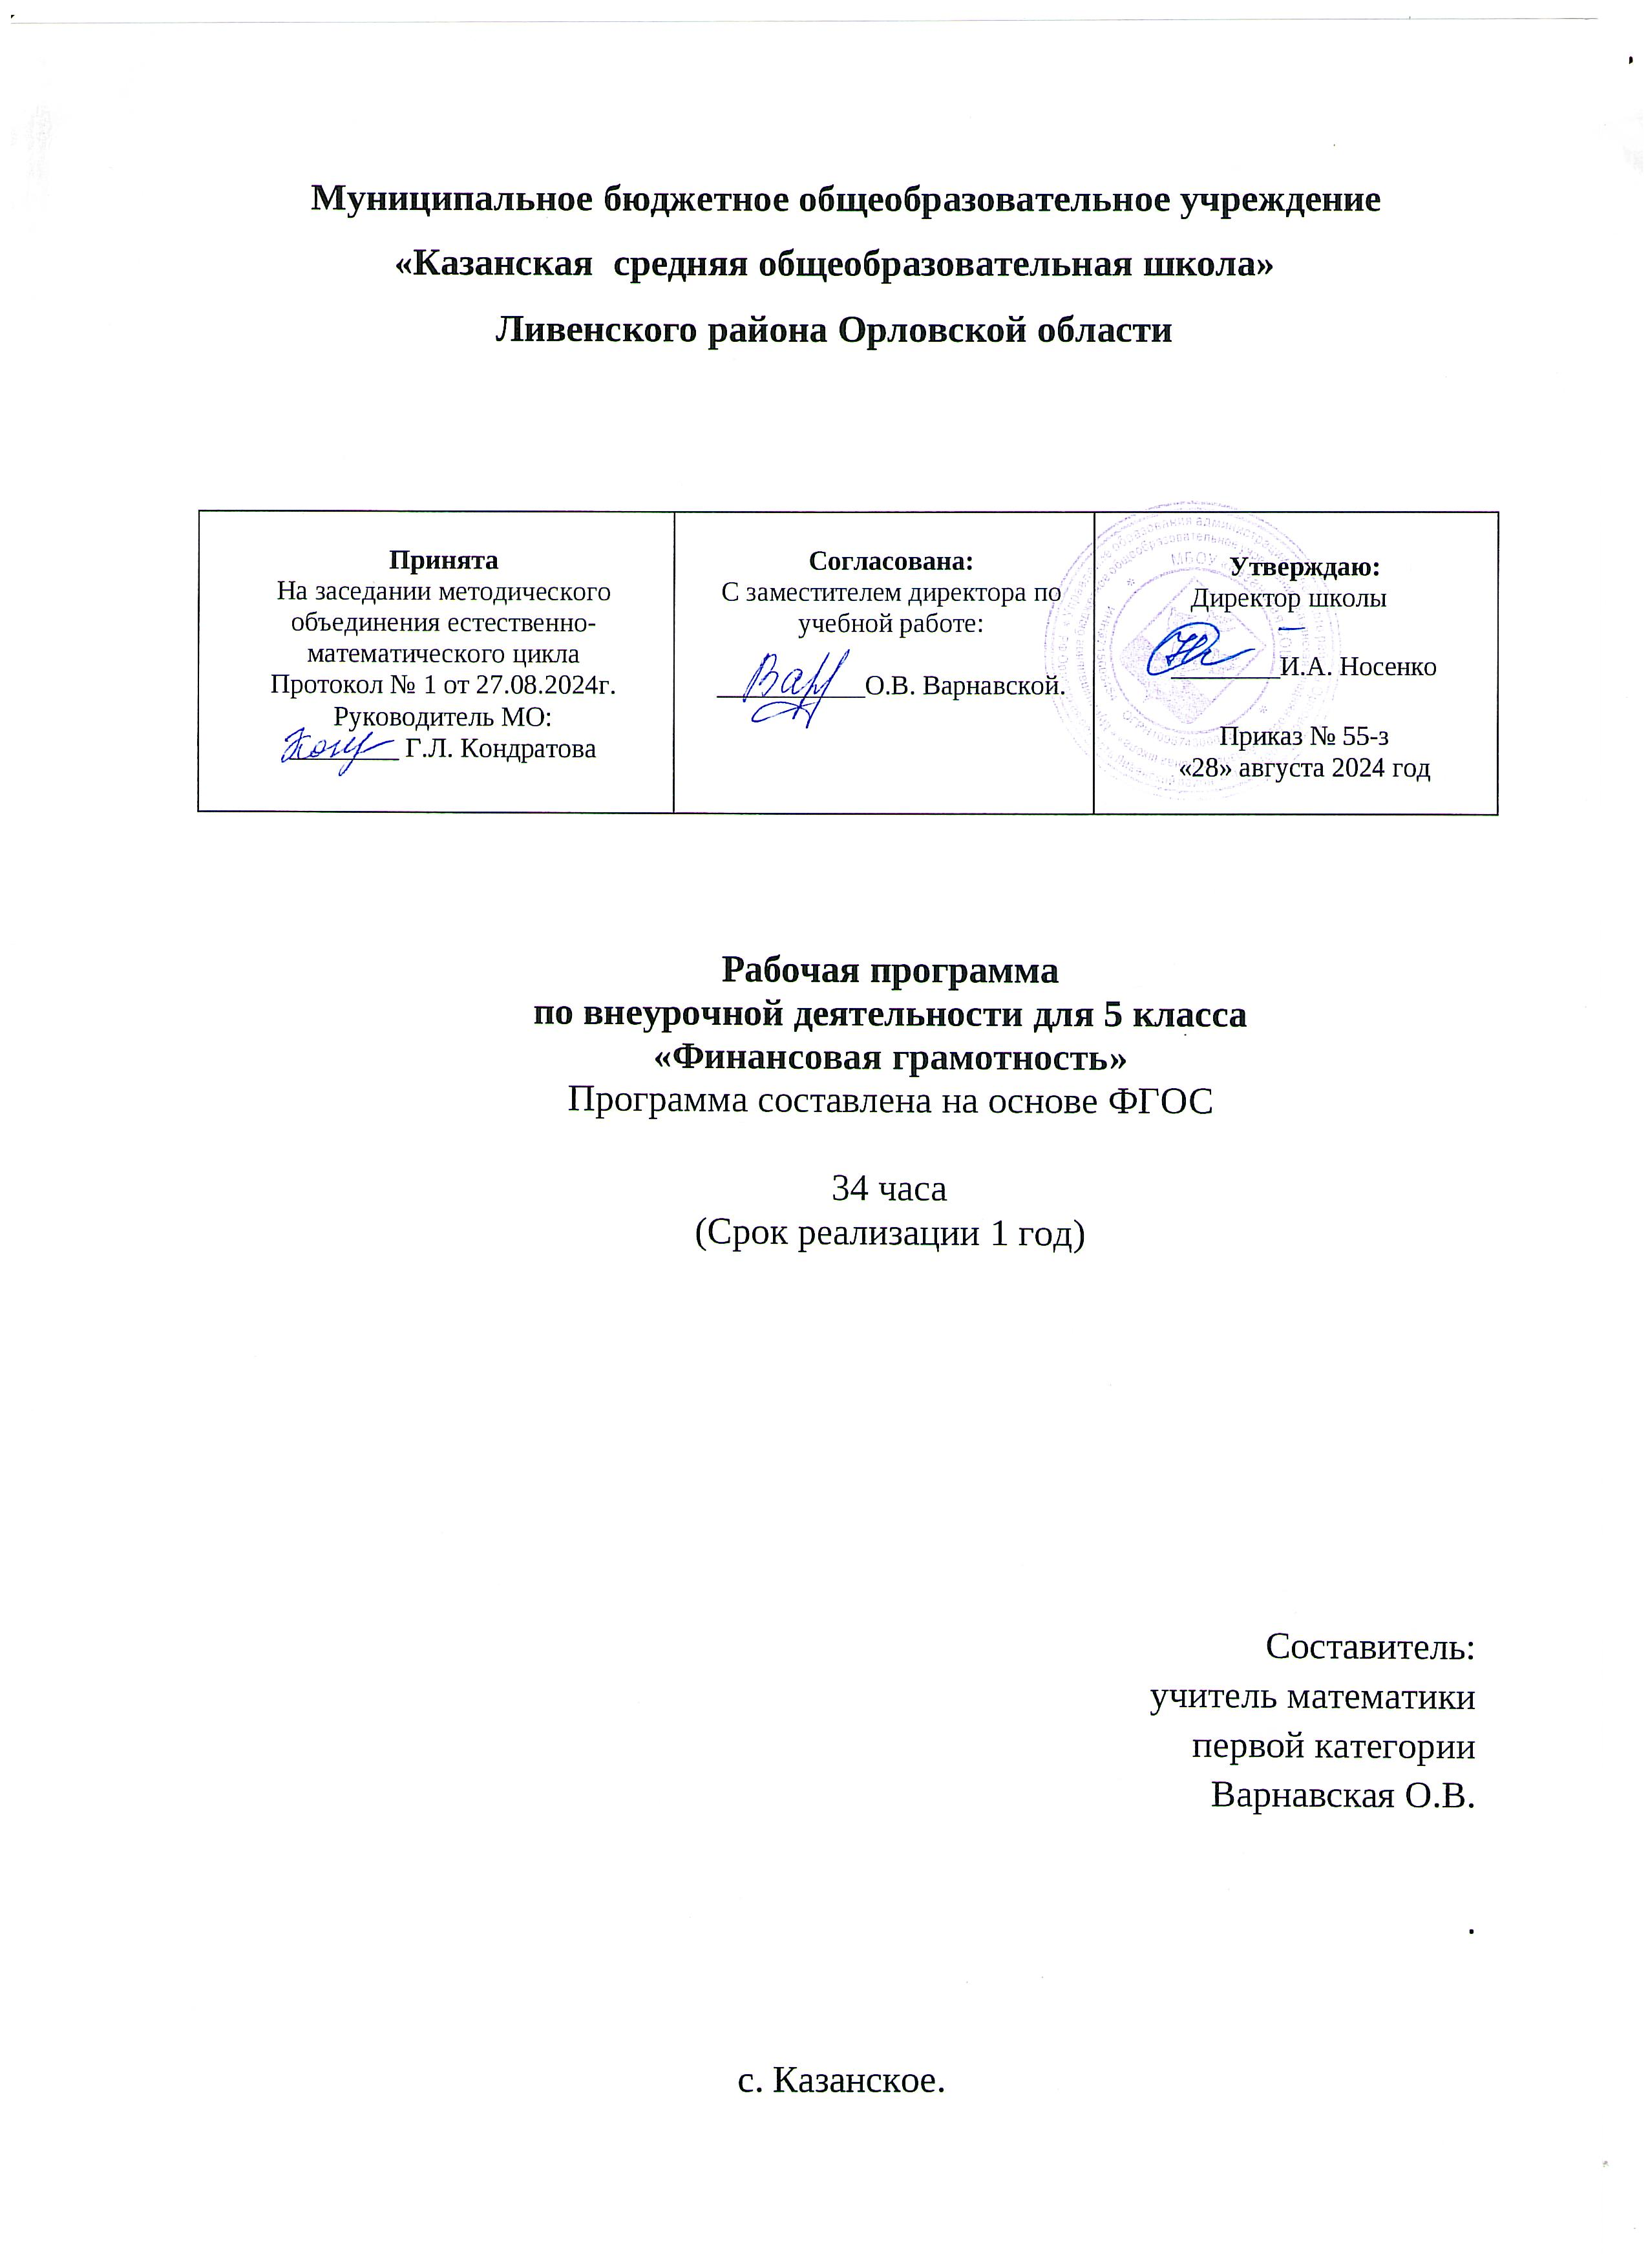 Муниципальное бюджетное общеобразовательное учреждение
«Казанская средняя общеобразовательная школа»
Ливенского района Орловской области
Принята
На заседании методического
объединения естественно-
математического цикла
Протокол № 1 от 27.08.2024г.
Руководитель МО:
________ Г.Л. Кондратова
Согласована:
С заместителем директора по
учебной работе:
___________О.В. Варнавской.
Утверждаю:
Директор школы
________И.А. Носенко
Приказ № 55-з
«28» августа 2024 год
МБОУ
Рабочая программа
по внеурочной деятельности для 5 класса
«Финансовая грамотность»
Программа составлена на основе ФГОС
34 часа
(Срок реализации 1 год)
Составитель:
учитель математики
первой категории
Варнавская О.В.
.
с. Казанское.